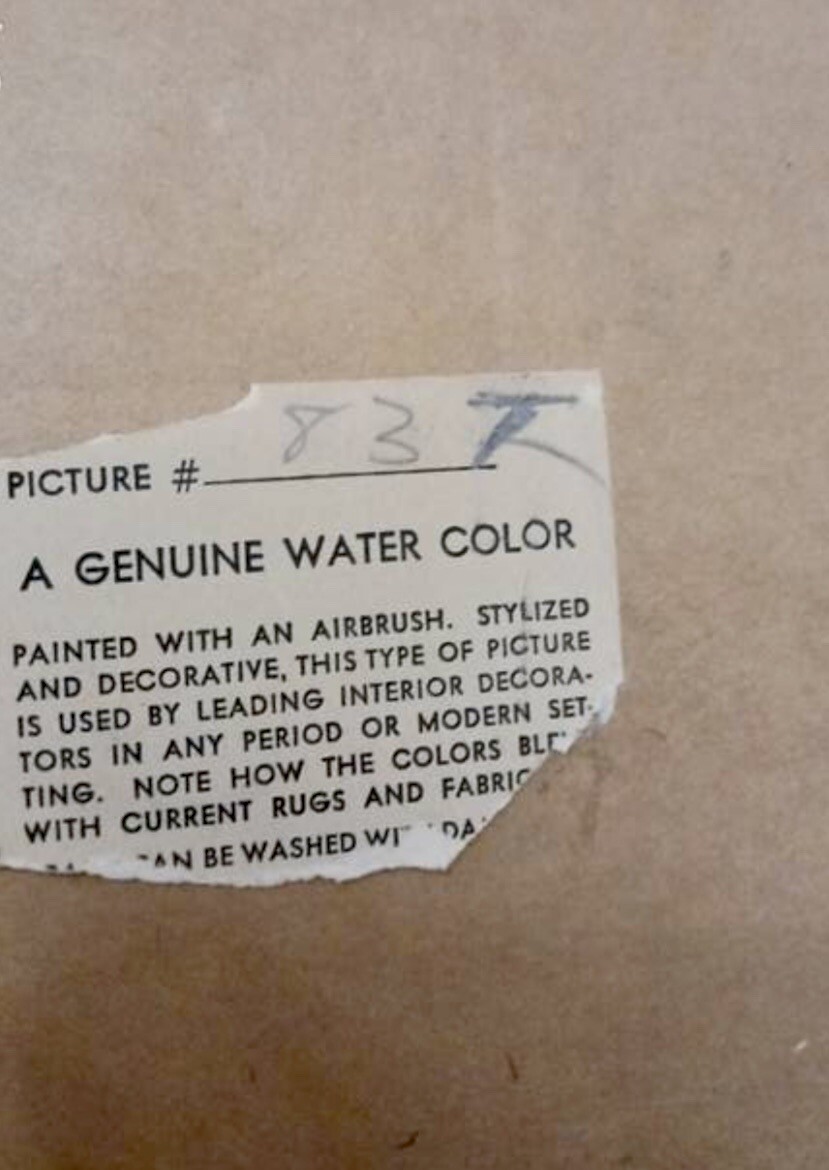 PICTURE # 83
A GENUINE WATER COLOR
PAINTED WITH AN AIRBRUSH. STYLIZED
AND DECORATIVE, THIS TYPE OF PICTURE
IS USED BY LEADING INTERIOR DECORA-
TORS IN ANY PERIOD OR MODERN SET-
TING. NOTE HOW THE COLORS
WITH CURRENT RUGS AND
BE WASHED